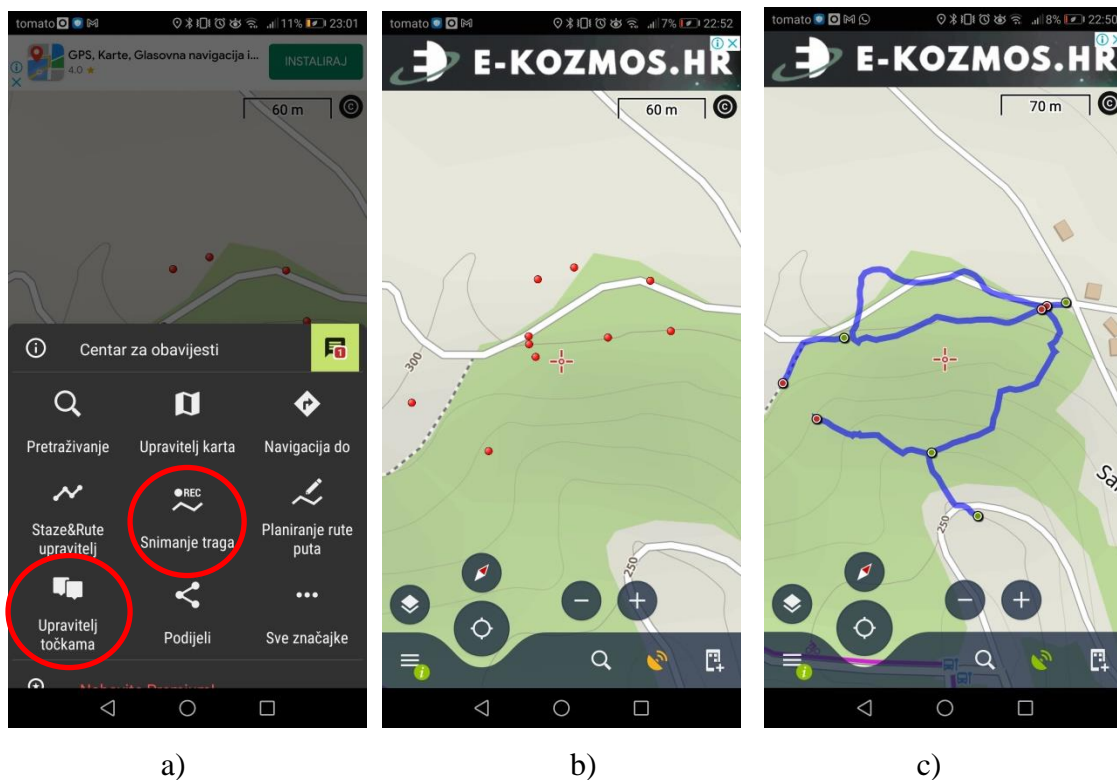 tomato 11% 23:01
GPS, Karte, Glasovna navigacija i...
4.0 ★
INSTALIRAJ
60 m
Centar za obavijesti
1
Pretraživanje
Upravitelj karta
Navigacija do
Staze&Rute
upravitelj
REC
Snimanje traga
Planiranje rute
puta
Upravitelj
točkama
Podijeli
Sve značajke
tomato 7% 22:52
E-KOZMOS.HR
60 m
300
250
tomato 8% 22:50
E-KOZMOS.HR
70 m
250
a)
b)
c)